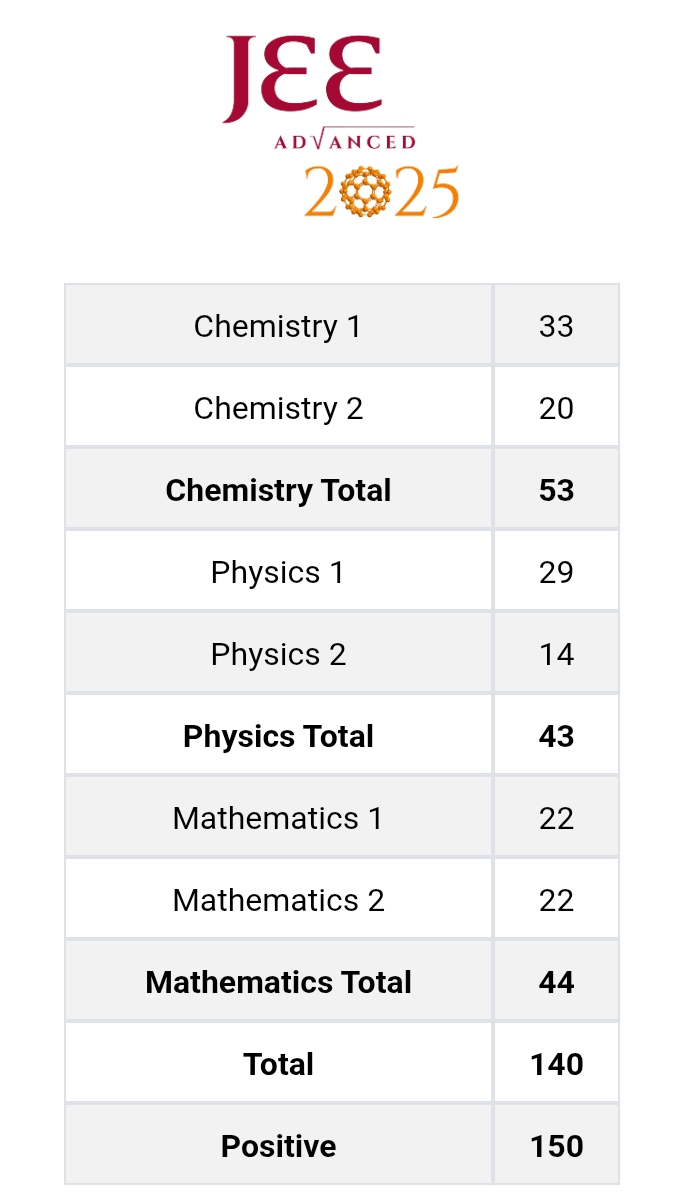 JEE
ADVANCED
2025
Chemistry 1 33
Chemistry 2 20
Chemistry Total 53
Physics 1 29
Physics 2 14
Physics Total 43
Mathematics 1 22
Mathematics 2 22
Mathematics Total 44
Total 140
Positive 150